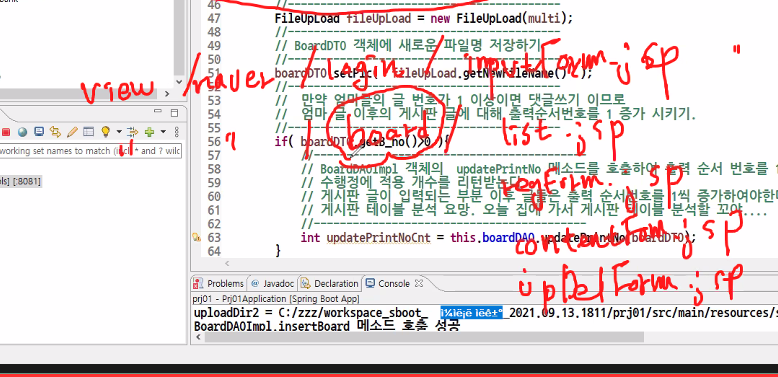 46 //-----------------------------------------
47 FileUpLoad fileUpLoad = new FileUpLoad(multi);
48 //-----------------------------------------
49 // BoardDTO 객체에 새로운 파일명 저장하기
50
51 boardDTO.setPic( fileUpLoad.getNewFileName() );
view / naver / login / inputForm.jsp "
53 // 만약 엄마글의 글 번호가 1 이상이면 댓글쓰기 이므로
54 // 엄마 글 이후의 게시판 글에 대해 출력순서번호를 1 증가 시키기.
55 //-----------------------------------------
" / board / list.jsp
56 if( boardDTO.getB_no()>0 ){
57 //-----------------------------------------
58 // BoardDAOImpl 객체의 updatePrintNo 메소드를 호출하여 출력 순서 번호를 1
59 // 수행정에 적용 개수를 리턴받는다
regForm.jsp
60 // 게시판 글이 입력되는 부분 이후 글들은 출력 순서번호를 1씩 증가하여야한다
61 // 게시판 테이블 분석 요망. 오늘 집에 가서 게시판 테이블 분석할 꼬야....
62 //-----------------------------------------
contentForm.jsp
63 int updatePrintNoCnt = this.boardDAO.updatePrintNo(boardDTO);
64 }
upDelForm.jsp
working set names to match (* and ? wilc
[:8081]
Problems @ Javadoc Declaration Console
prj01 - Prj01Application [Spring Boot App]
uploadDir2 = C:/zzz/workspace_sboot_ _2021.09.13.1811/prj01/src/main/resources/s
BoardDAOImpl.insertBoard 메소드 호출 성공